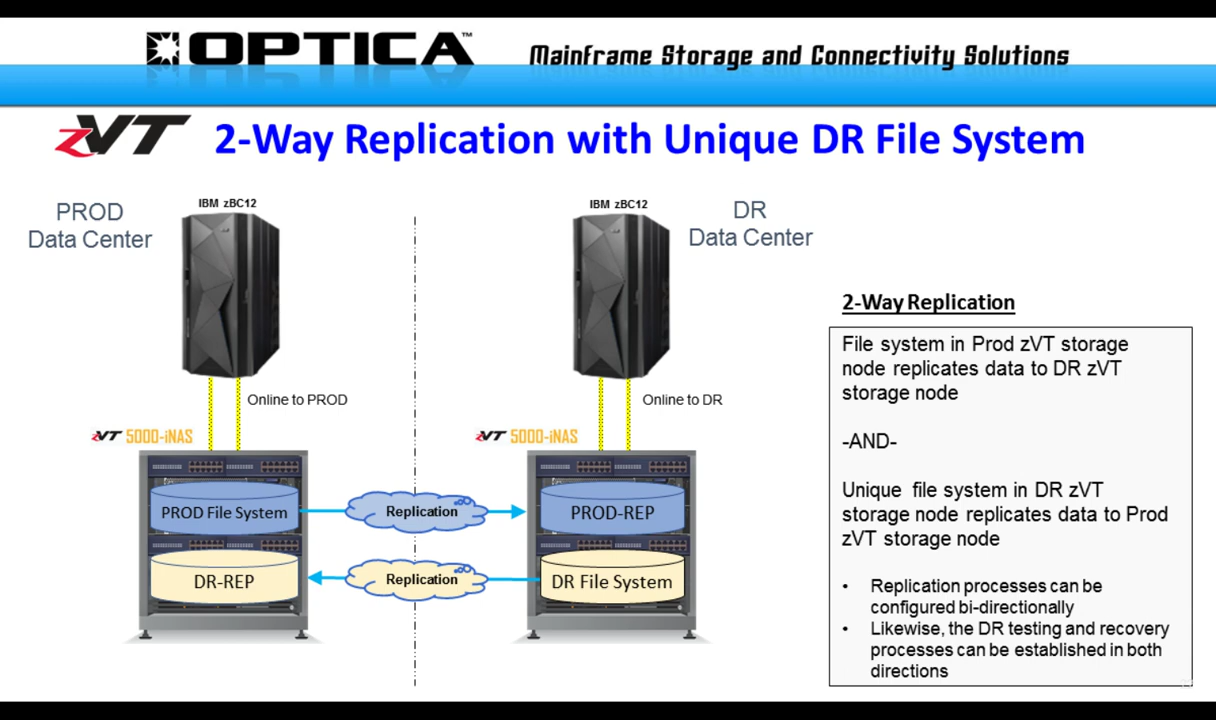 OPTICA™
Mainframe Storage and Connectivity Solutions
zVT 2-Way Replication with Unique DR File System
PROD
Data Center
IBM zBC12
IBM zBC12
DR
Data Center
Online to PROD
Online to DR
zVT 5000-iNAS
zVT 5000-iNAS
PROD File System
Replication
PROD-REP
DR-REP
Replication
DR File System
2-Way Replication
File system in Prod zVT storage
node replicates data to DR zVT
storage node
-AND-
Unique file system in DR zVT
storage node replicates data to Prod
zVT storage node
• Replication processes can be
configured bi-directionally
• Likewise, the DR testing and recovery
processes can be established in both
directions